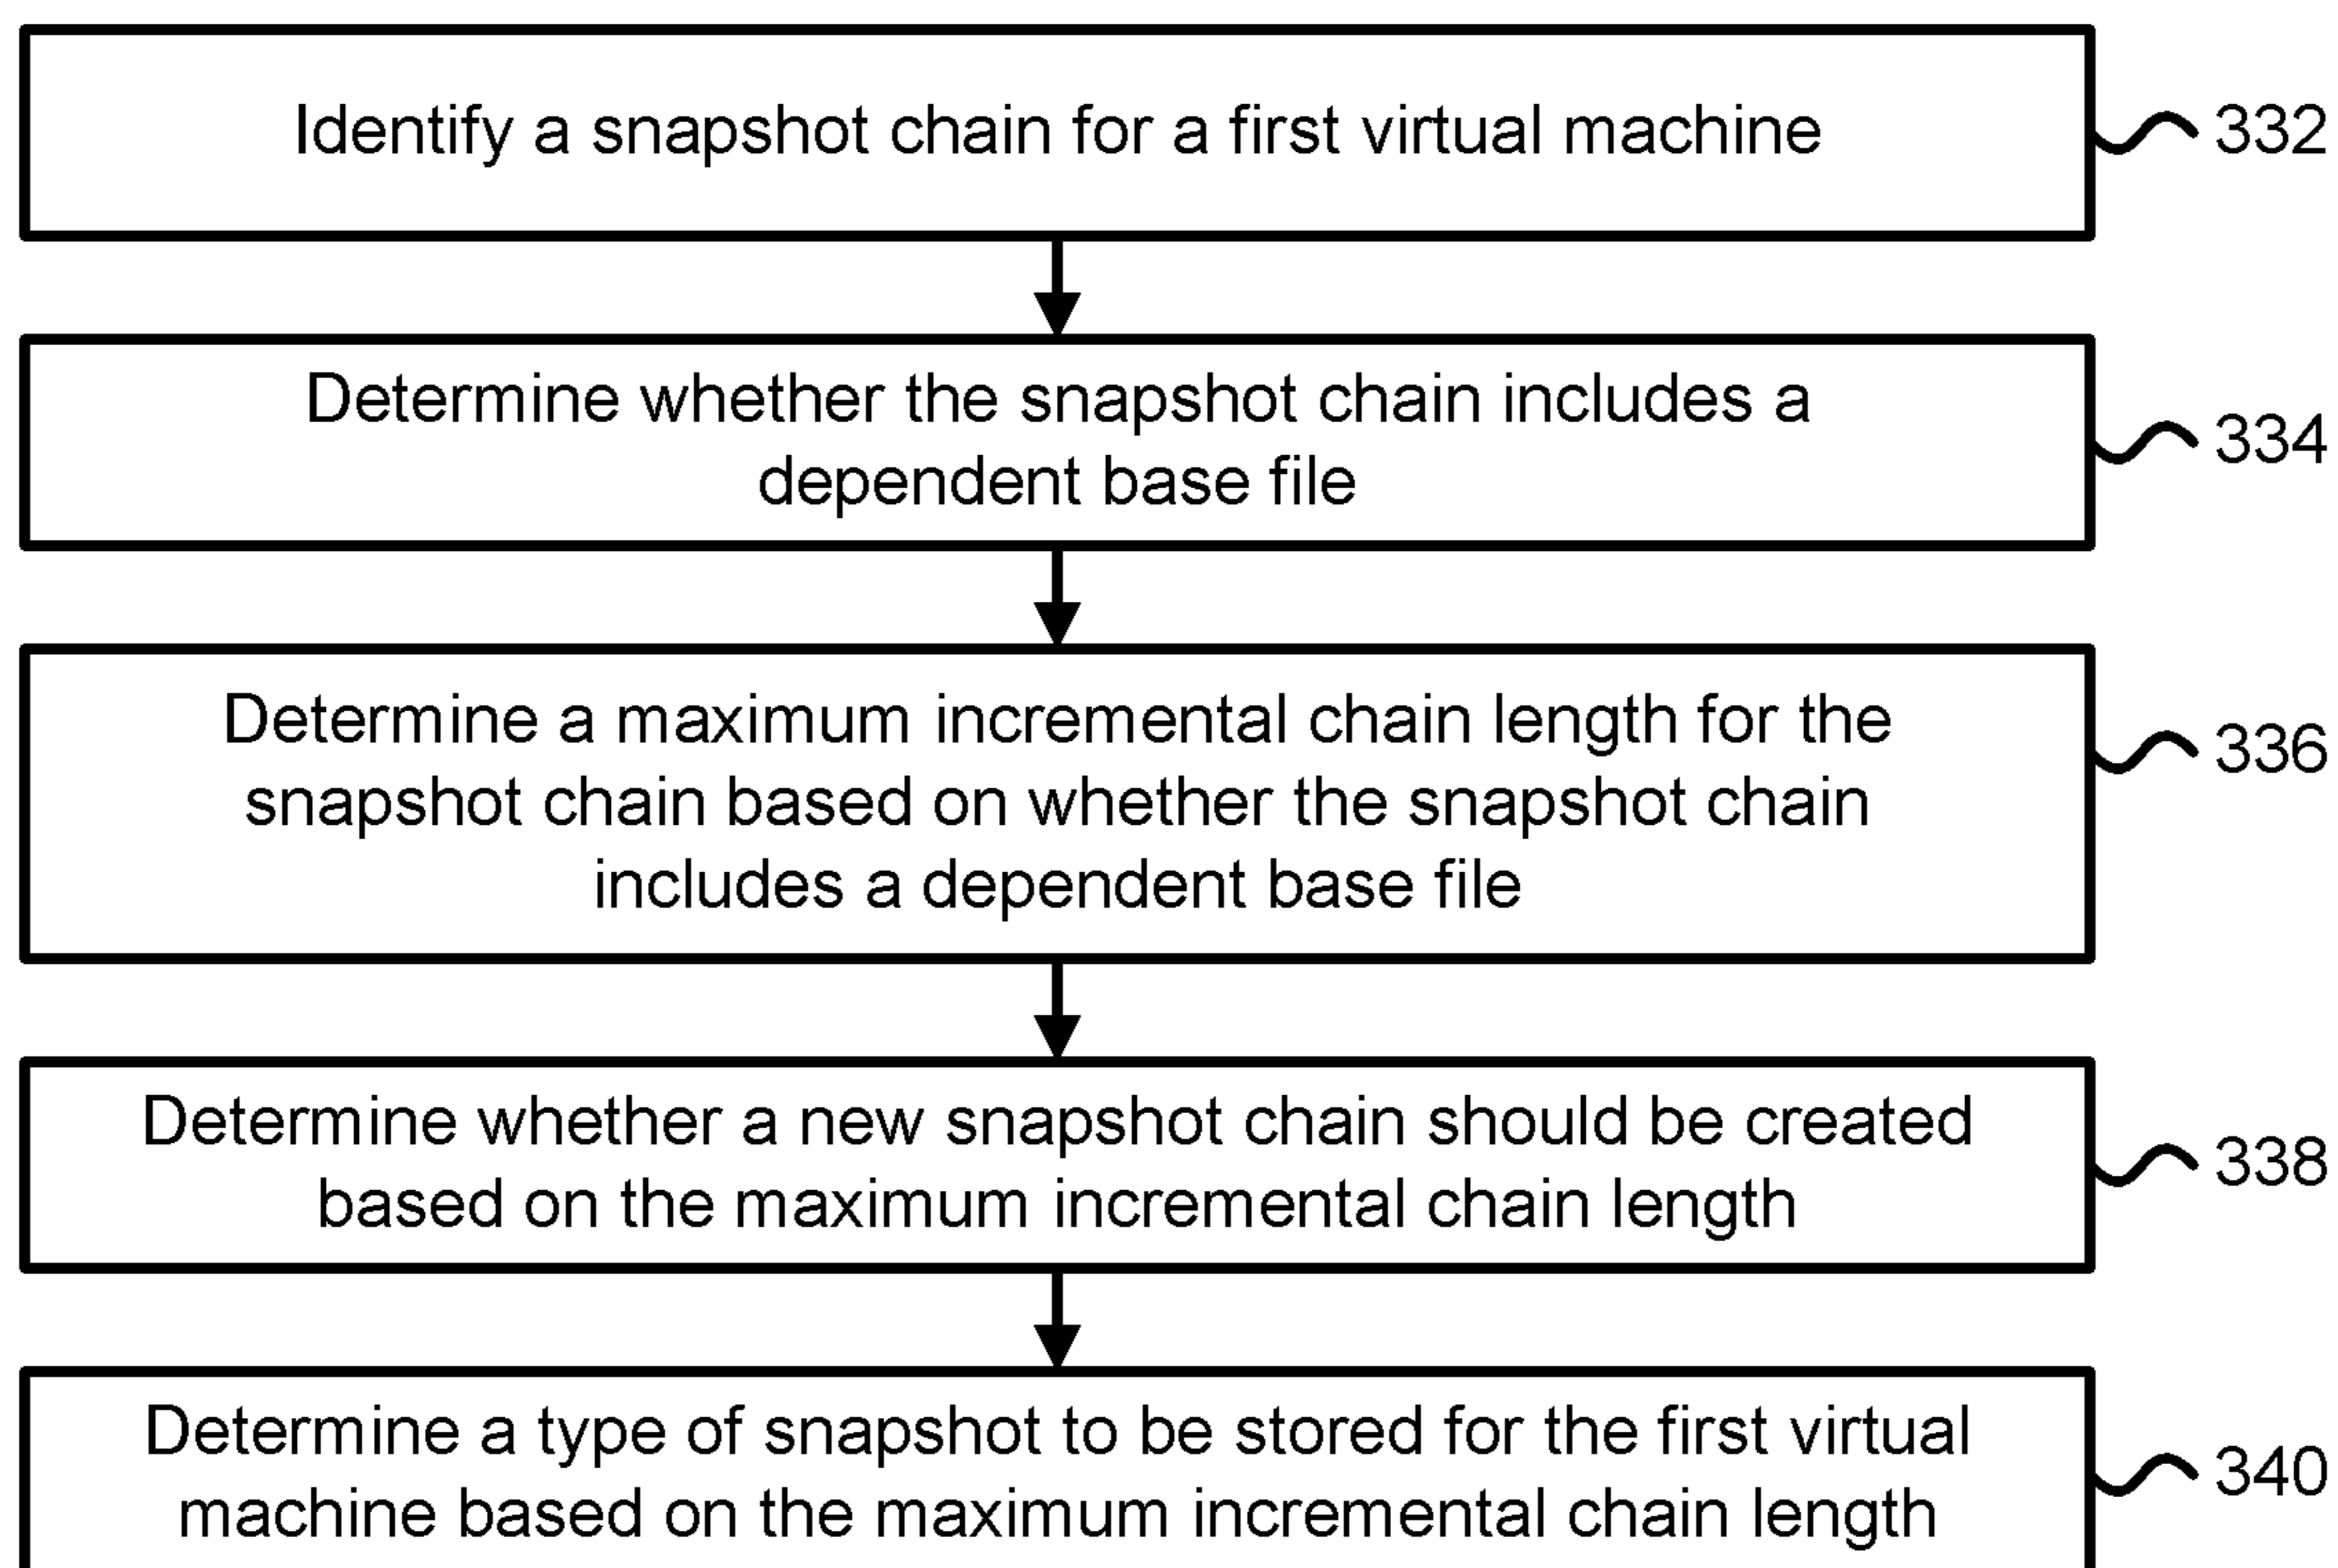 Identify a snapshot chain for a first virtual machine
332
Determine whether the snapshot chain includes a
dependent base file
334
Determine a maximum incremental chain length for the
snapshot chain based on whether the snapshot chain
includes a dependent base file
336
Determine whether a new snapshot chain should be created
based on the maximum incremental chain length
338
Determine a type of snapshot to be stored for the first virtual
machine based on the maximum incremental chain length
340